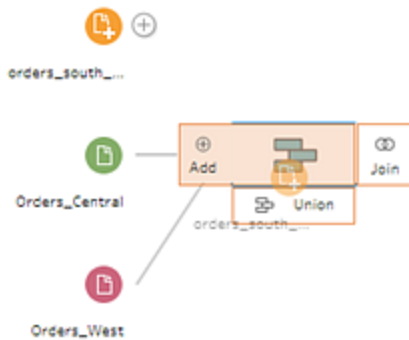 orders_south_...
Add
Join
Orders_Central
Union
orders_south_...
Orders_West